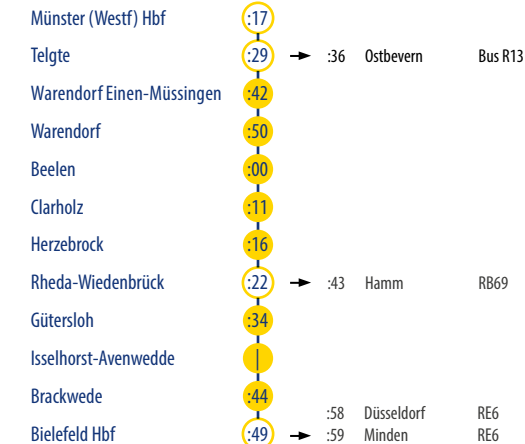 Münster (Westf) Hbf :17
Telgte :29 → :36 Ostbevern Bus R13
Warendorf Einen-Müssingen :42
Warendorf :50
Beelen :00
Clarholz :11
Herzebrock :16
Rheda-Wiedenbrück :22 → :43 Hamm RB69
Gütersloh :34
Isselhorst-Avenwedde |
Brackwede :44
:58 Düsseldorf RE6
Bielefeld Hbf :49 → :59 Minden RE6